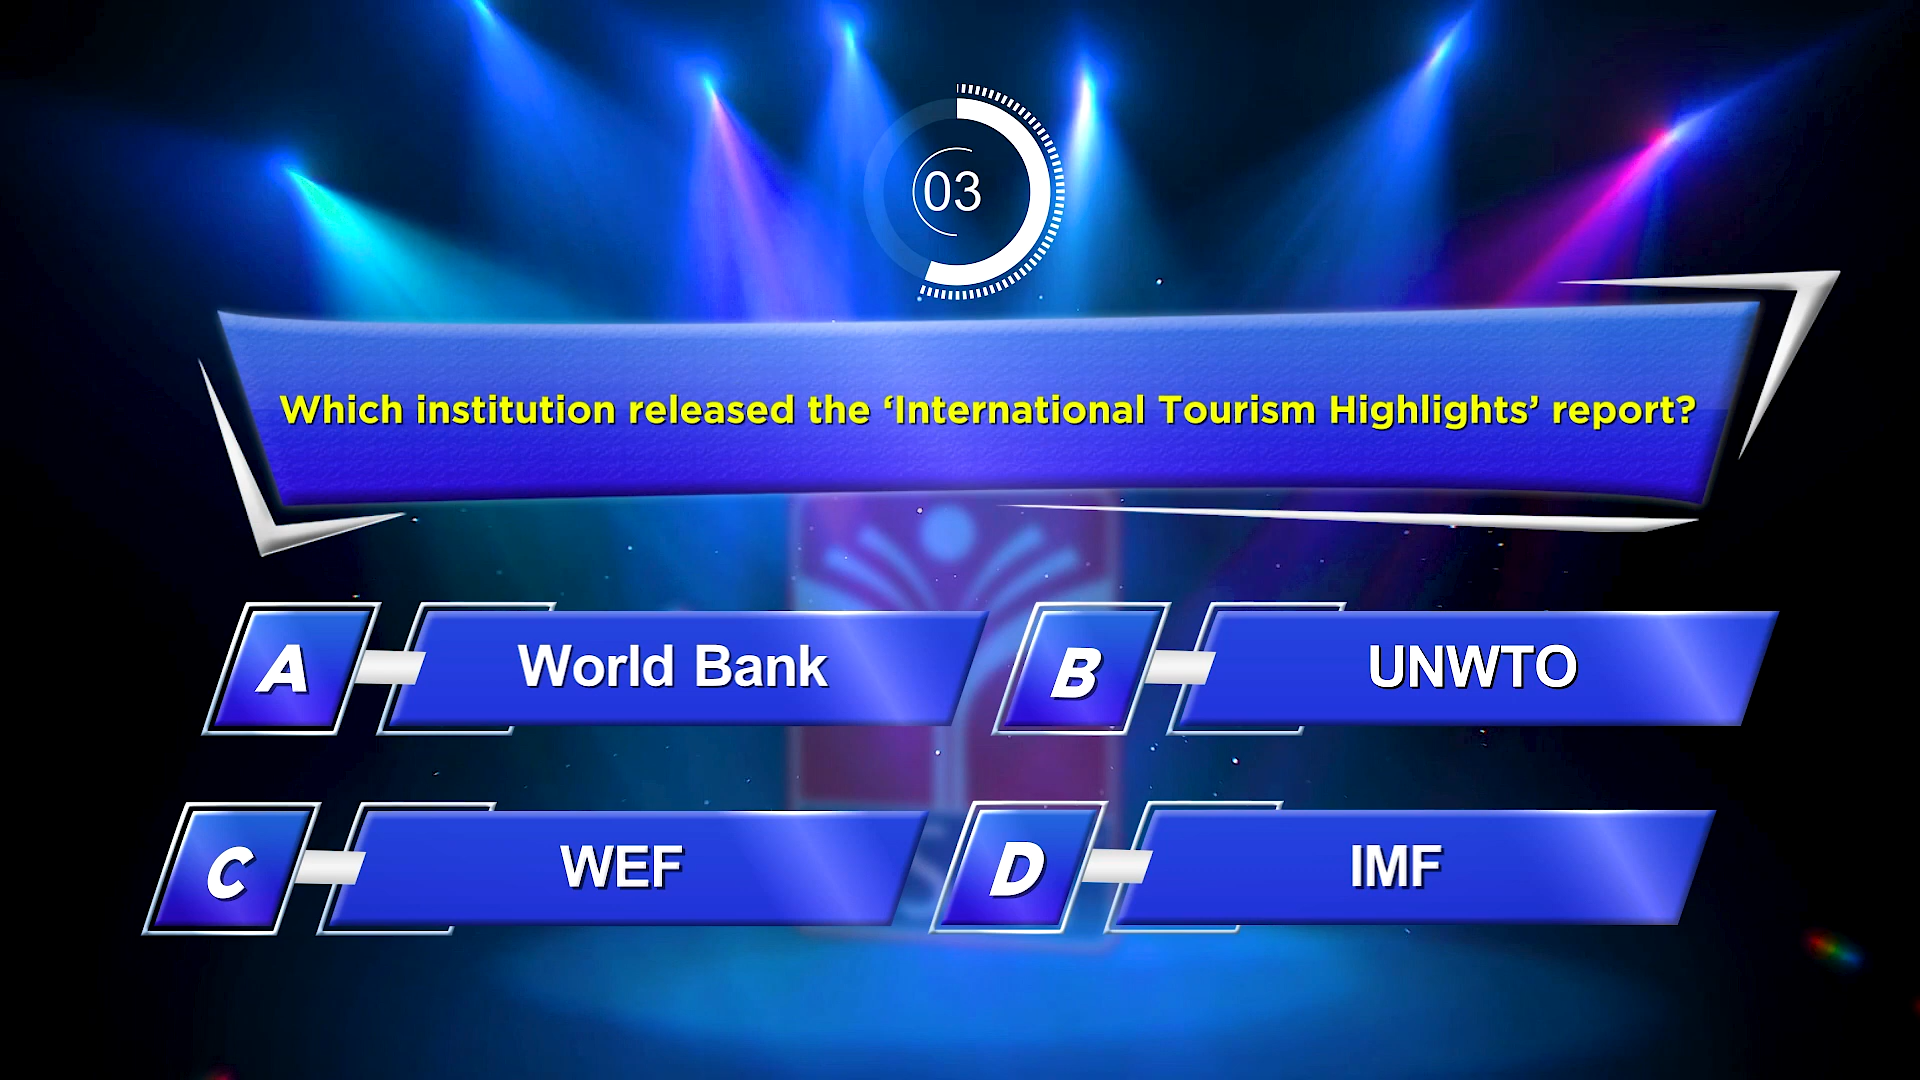 03
Which institution released the ‘International Tourism Highlights’ report?
A World Bank
B UNWTO
C WEF
D IMF